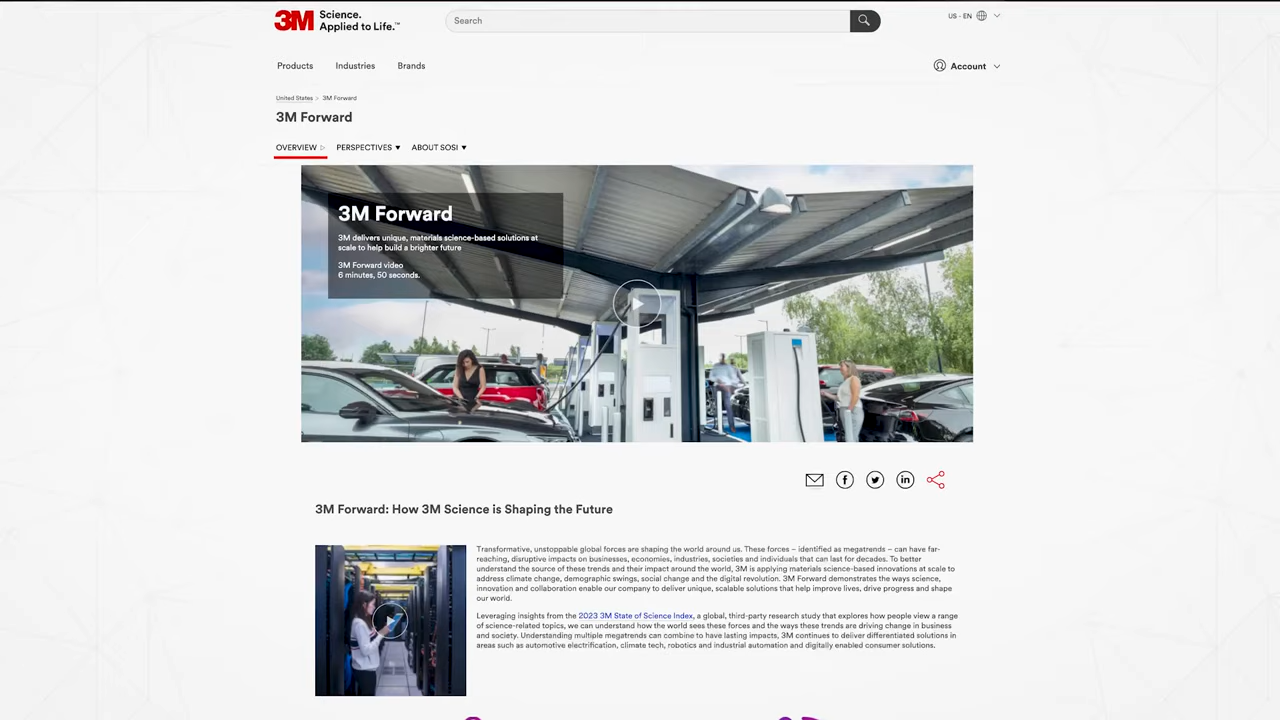 3M Science.
Applied to Life.™
Search
US - EN
Products Industries Brands
Account
United States > 3M Forward
3M Forward
OVERVIEW PERSPECTIVES ABOUT SOSI
3M Forward
3M delivers unique, materials science-based solutions at
scale to help build a brighter future
3M Forward video
6 minutes, 50 seconds.
3M Forward: How 3M Science is Shaping the Future
Transformative, unstoppable global forces are shaping the world around us. These forces – identified as megatrends – can have far-
reaching, disruptive impacts on businesses, economies, industries, societies and individuals that can last for decades. To better
understand the source of these trends and their impact around the world, 3M is applying materials science-based innovations at scale to
address climate change, demographic swings, social change and the digital revolution. 3M Forward demonstrates the ways science,
innovation and collaboration enable our company to deliver unique, scalable solutions that help improve lives, drive progress and shape
our world.
Leveraging insights from the 2023 3M State of Science Index, a global, third-party research study that explores how people view a range
of science-related topics, we can understand how the world sees these forces and the ways these trends are driving change in business
and society. Understanding multiple megatrends can combine to have lasting impacts, 3M continues to deliver differentiated solutions in
areas such as automotive electrification, climate tech, robotics and industrial automation and digitally enabled consumer solutions.